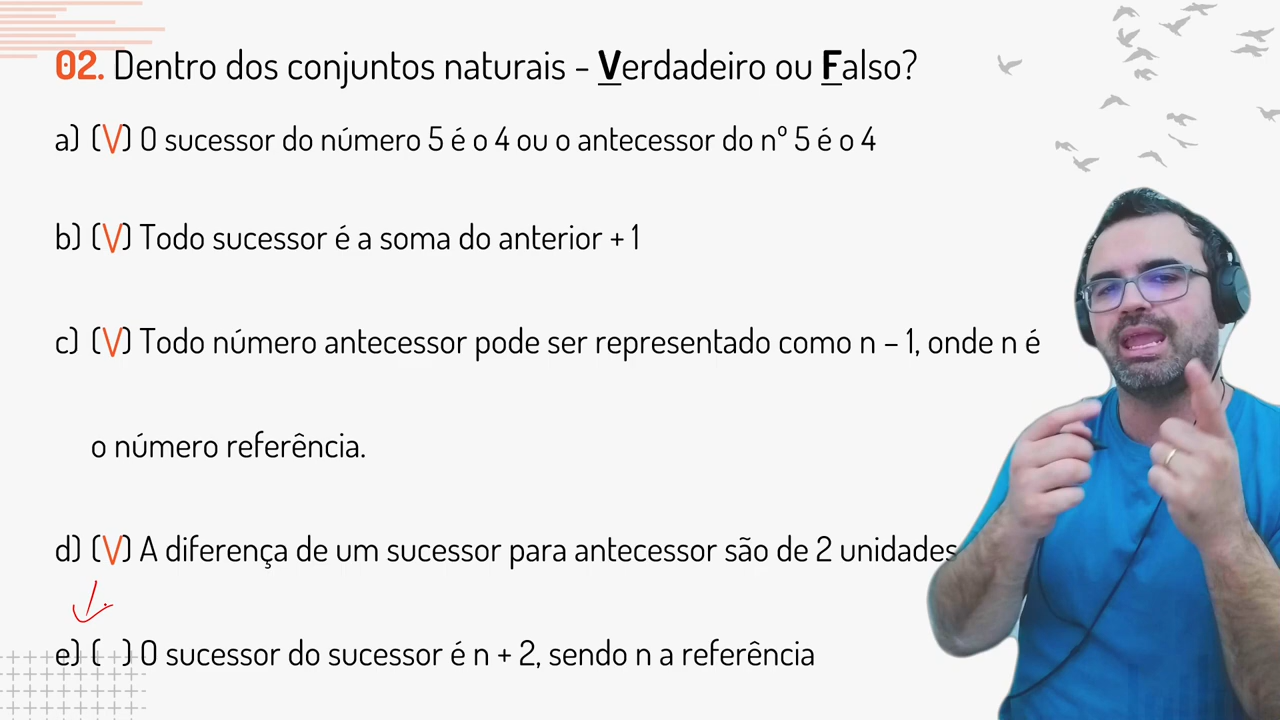 02. Dentro dos conjuntos naturais – Verdadeiro ou Falso?
a) (V) O sucessor do número 5 é o 4 ou o antecessor do nº 5 é o 4
b) (V) Todo sucessor é a soma do anterior + 1
c) (V) Todo número antecessor pode ser representado como n – 1, onde n é
o número referência.
d) (V) A diferença de um sucessor para antecessor são de 2 unidades
e) ( ) O sucessor do sucessor é n + 2, sendo n a referência